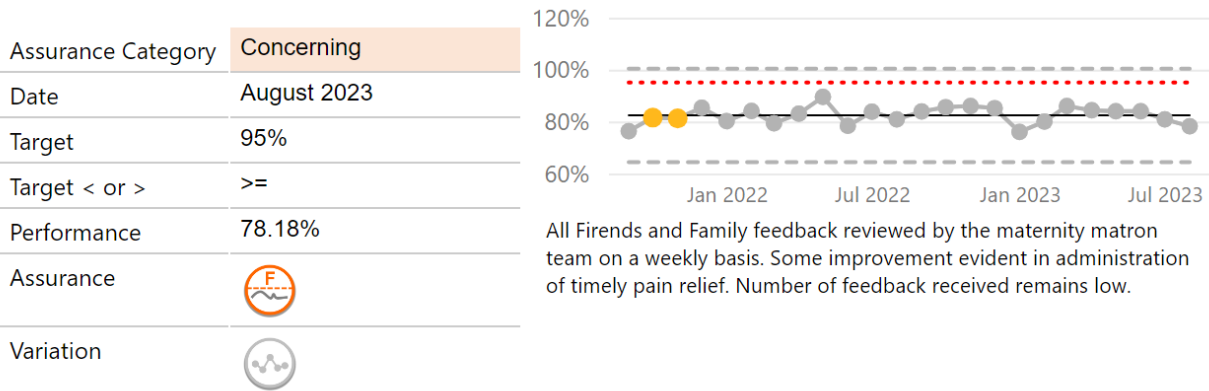 Assurance Category Concerning
Date August 2023
Target 95%
Target < or > >=
Performance 78.18%
Assurance F
Variation
120%
100%
80%
60%
Jan 2022 Jul 2022 Jan 2023 Jul 2023
All Firends and Family feedback reviewed by the maternity matron
team on a weekly basis. Some improvement evident in administration
of timely pain relief. Number of feedback received remains low.